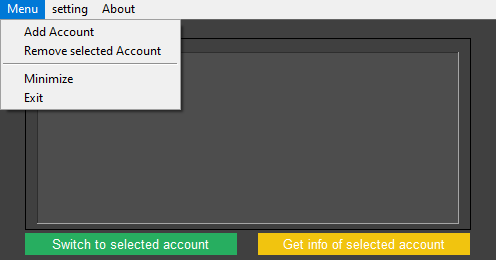 Menu setting About
Add Account
Remove selected Account
Minimize
Exit
Switch to selected account Get info of selected account